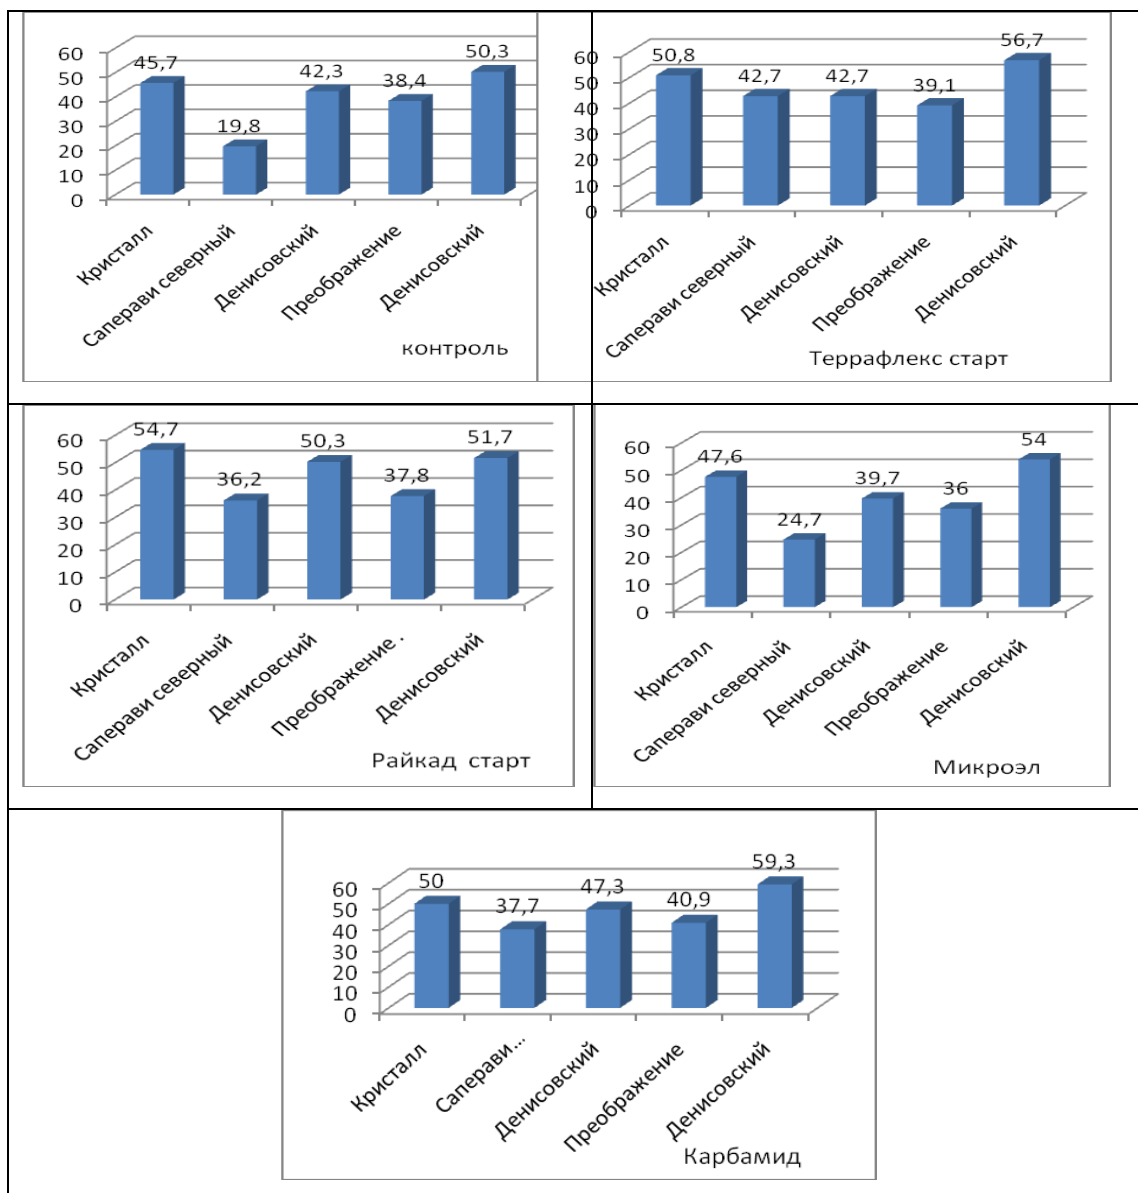 60
50
40
30
20
10
0
45,7
19,8
42,3
38,4
50,3
Кристалл
Саперави северный
Денисовский
Преображение
Денисовский
контроль
60
50
40
30
20
10
0
50,8
42,7
42,7
39,1
56,7
Кристалл
Саперави северный
Денисовский
Преображение
Денисовский
Террафлекс старт
60
50
40
30
20
10
0
54,7
36,2
50,3
37,8
51,7
Кристалл
Саперави северный
Денисовский
Преображение .
Денисовский
Райкад старт
60
50
40
30
20
10
0
47,6
24,7
39,7
36
54
Кристалл
Саперави северный
Денисовский
Преображение
Денисовский
Микроэл
60
50
40
30
20
10
0
50
37,7
47,3
40,9
59,3
Кристалл
Саперави...
Денисовский
Преображение
Денисовский
Карбамид